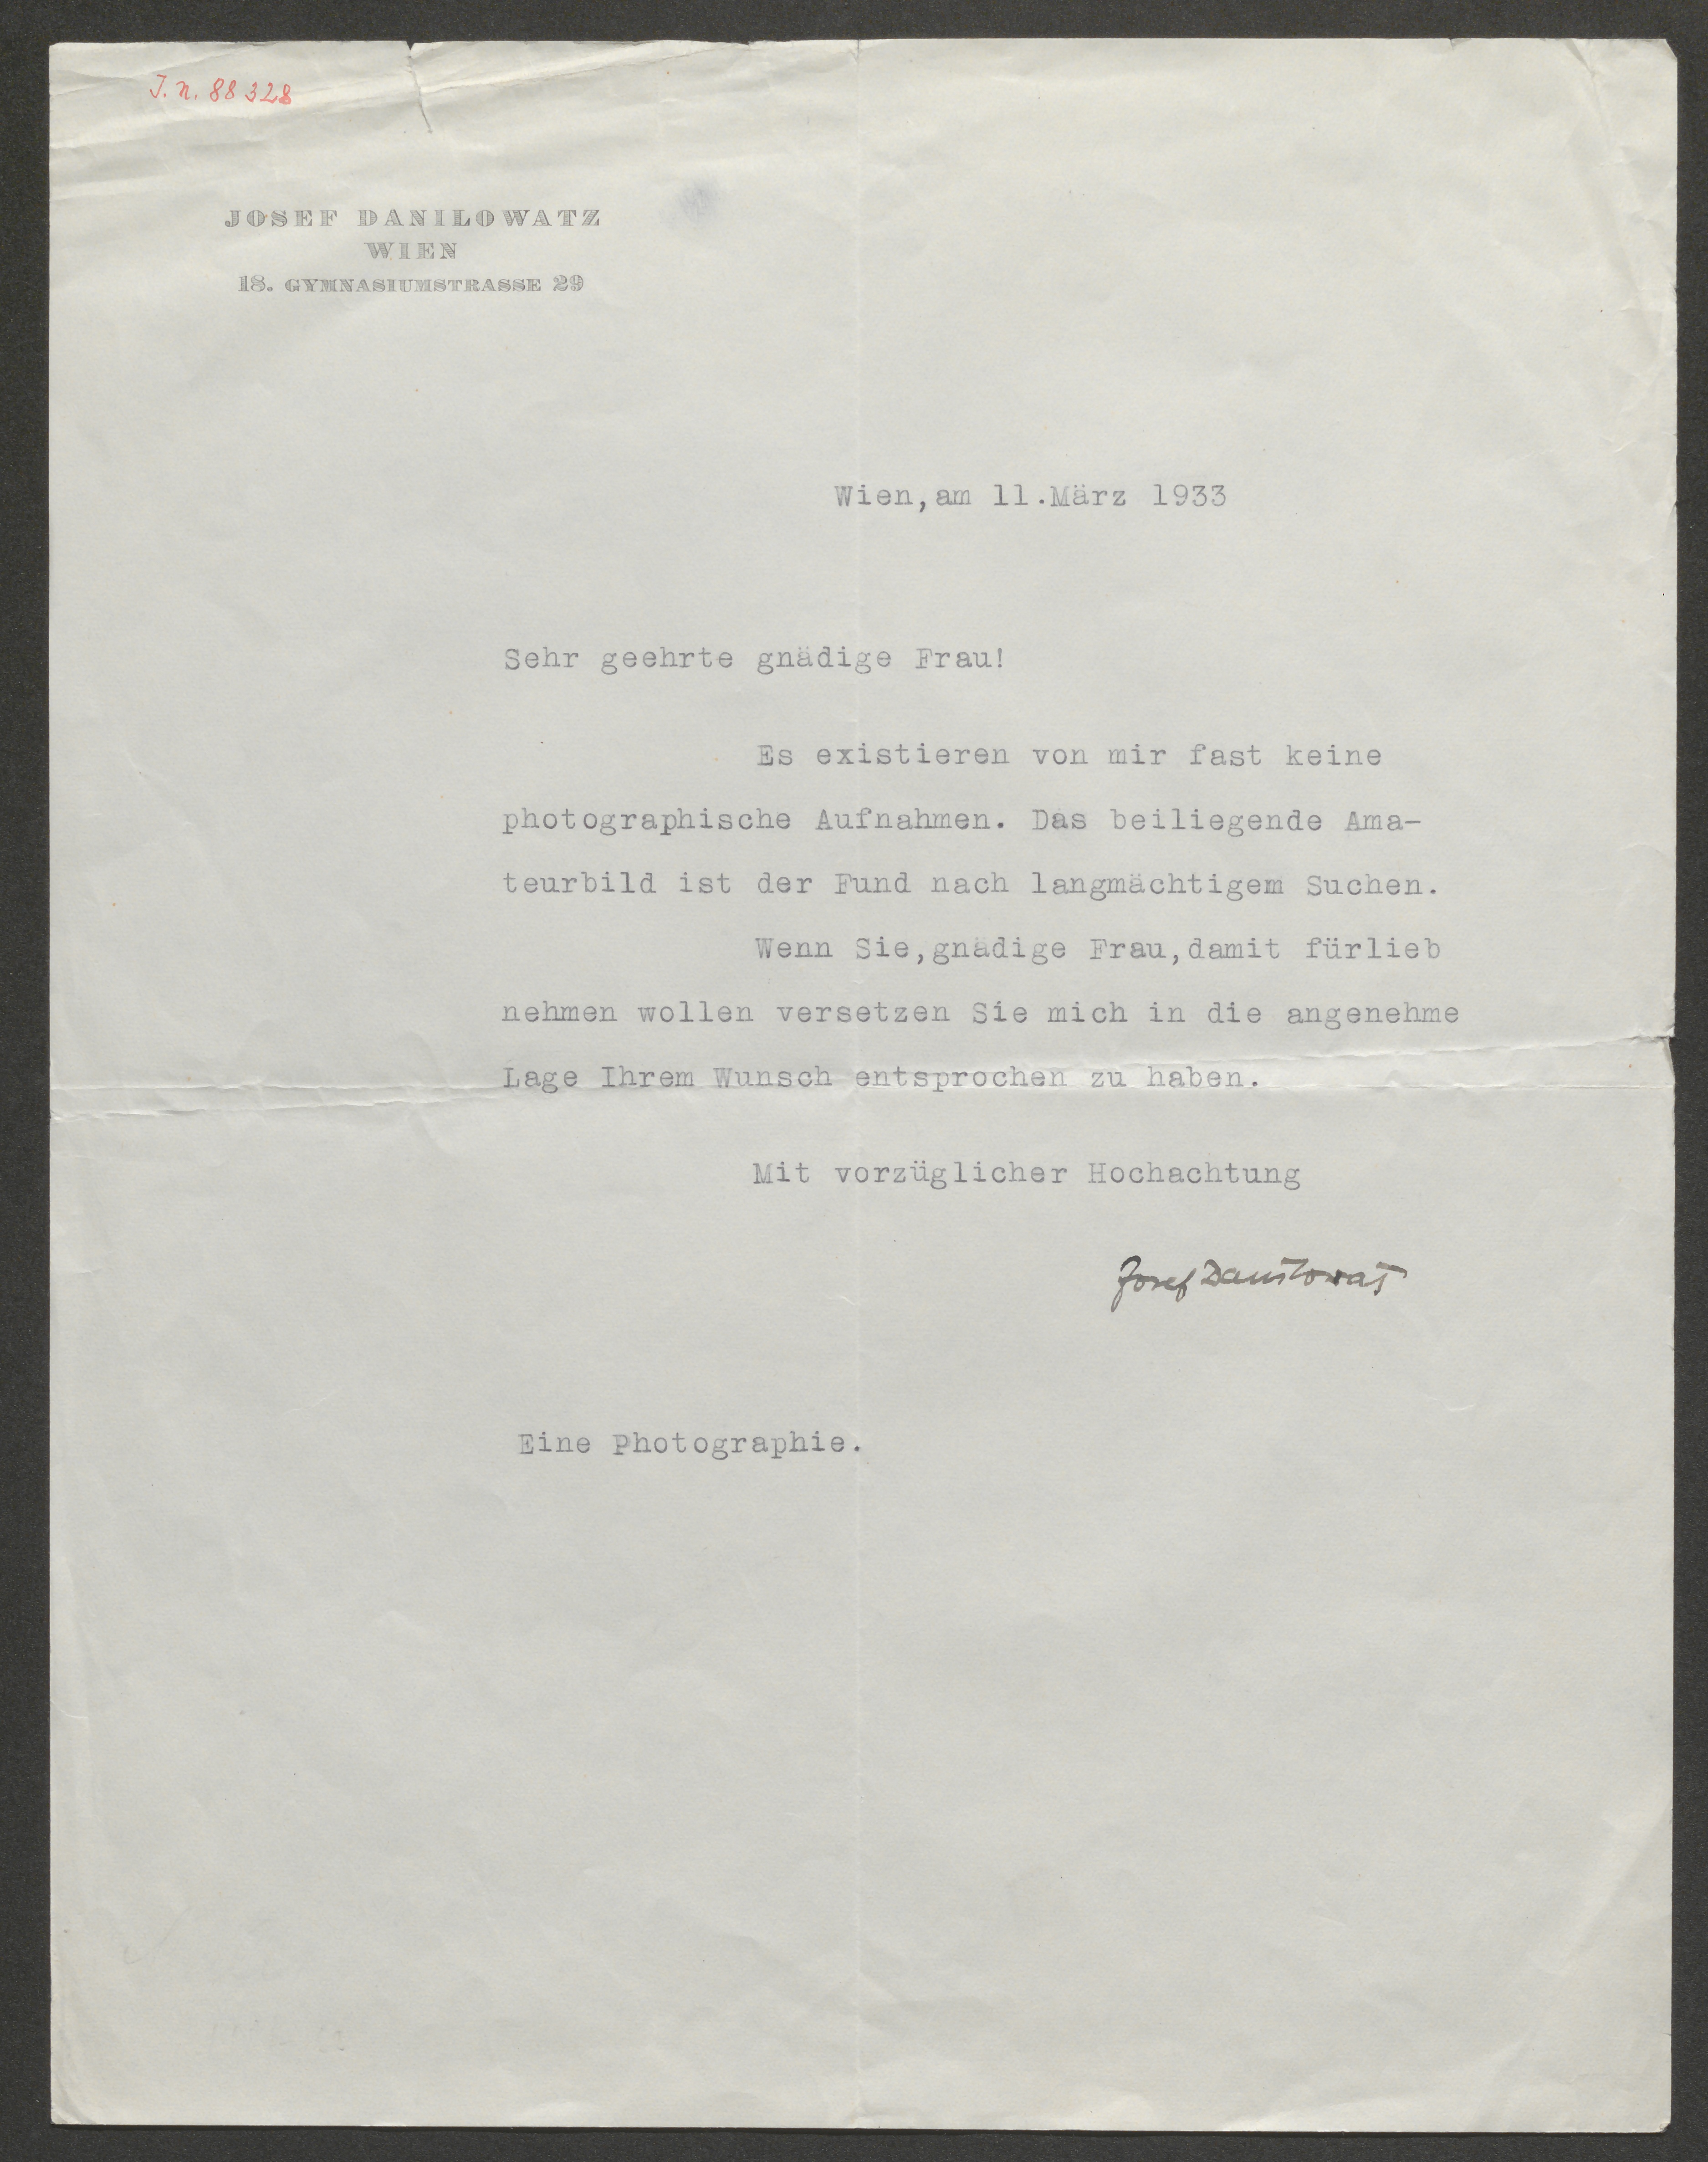 J.N. 88328
JOSEF DANILOWATZ
WIEN
18. GYMNASIUMSTRASSE 29
Wien,am 11.März 1933
Sehr geehrte gnädige Frau!
Es existieren von mir fast keine
photographische Aufnahmen. Das beiliegende Ama-
teurbild ist der Fund nach langmächtigem Suchen.
Wenn Sie,gnädige Frau,damit fürlieb
nehmen wollen versetzen Sie mich in die angenehme
Lage Ihrem Wunsch entsprochen zu haben.
Mit vorzüglicher Hochachtung
Josef Danilowatz
Eine Photographie.